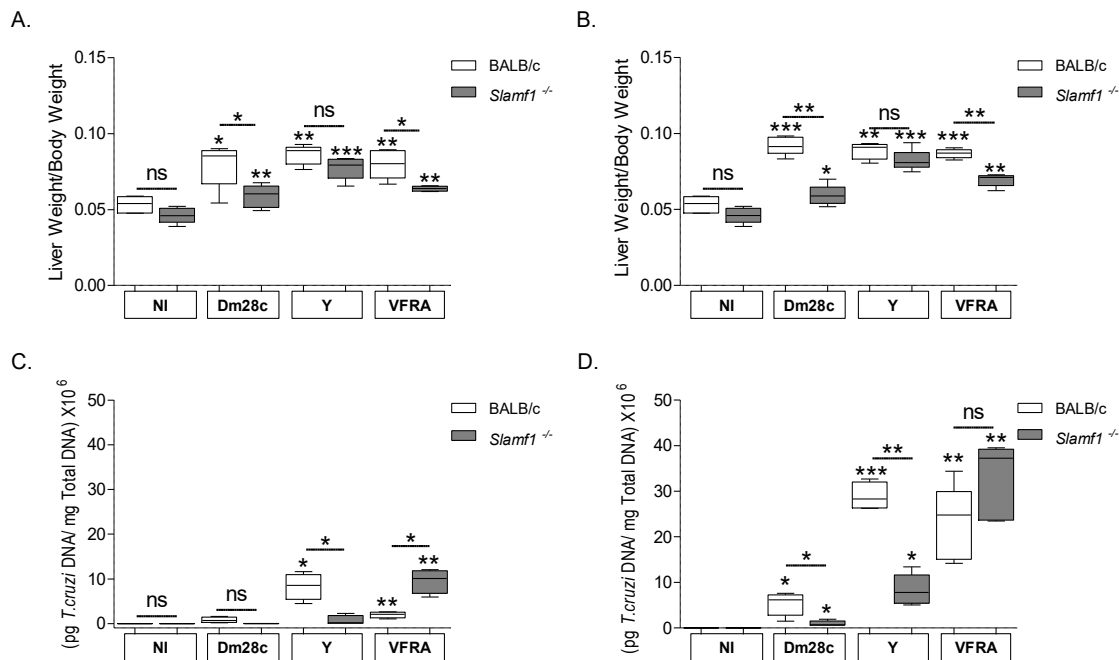 A.
Liver Weight/Body Weight
0.15
0.10
0.05
0.00
ns
*
*
**
ns
**
***
*
**
**
NI
Dm28c
Y
VFRA
BALB/c
Slamf1 -/-
B.
Liver Weight/Body Weight
0.15
0.10
0.05
0.00
ns
**
***
*
ns
**
***
**
***
**
NI
Dm28c
Y
VFRA
BALB/c
Slamf1 -/-
C.
(pg T.cruzi DNA/ mg Total DNA) X10 6
50
40
30
20
10
0
ns
ns
*
*
*
**
**
NI
Dm28c
Y
VFRA
BALB/c
Slamf1 -/-
D.
(pg T.cruzi DNA/ mg Total DNA) X10 6
50
40
30
20
10
0
*
*
*
**
***
*
ns
**
**
NI
Dm28c
Y
VFRA
BALB/c
Slamf1 -/-